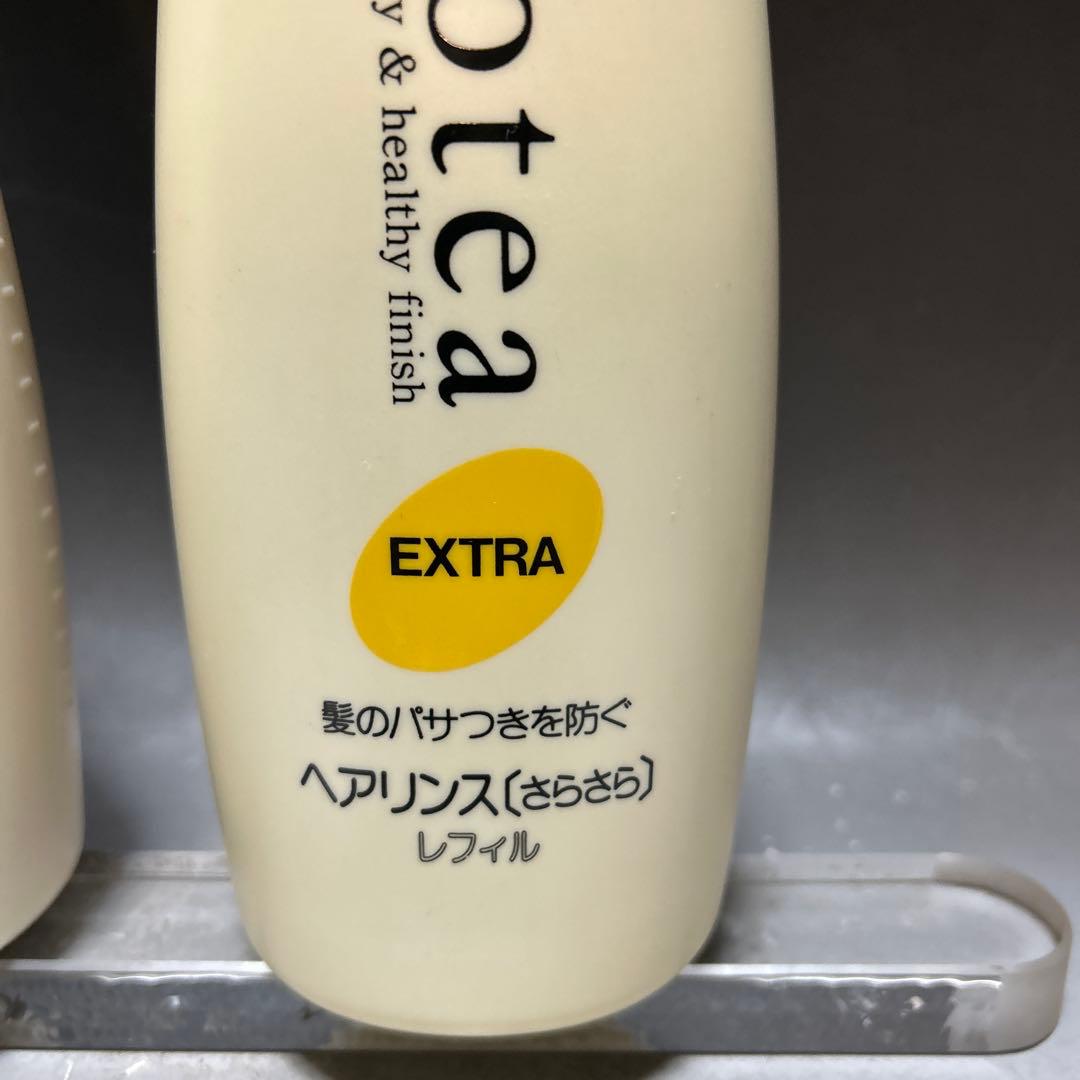 otea
& healthy finish
EXTRA
髪のパサつきを防ぐ
ヘアリンス〔さらさら〕
レフィル